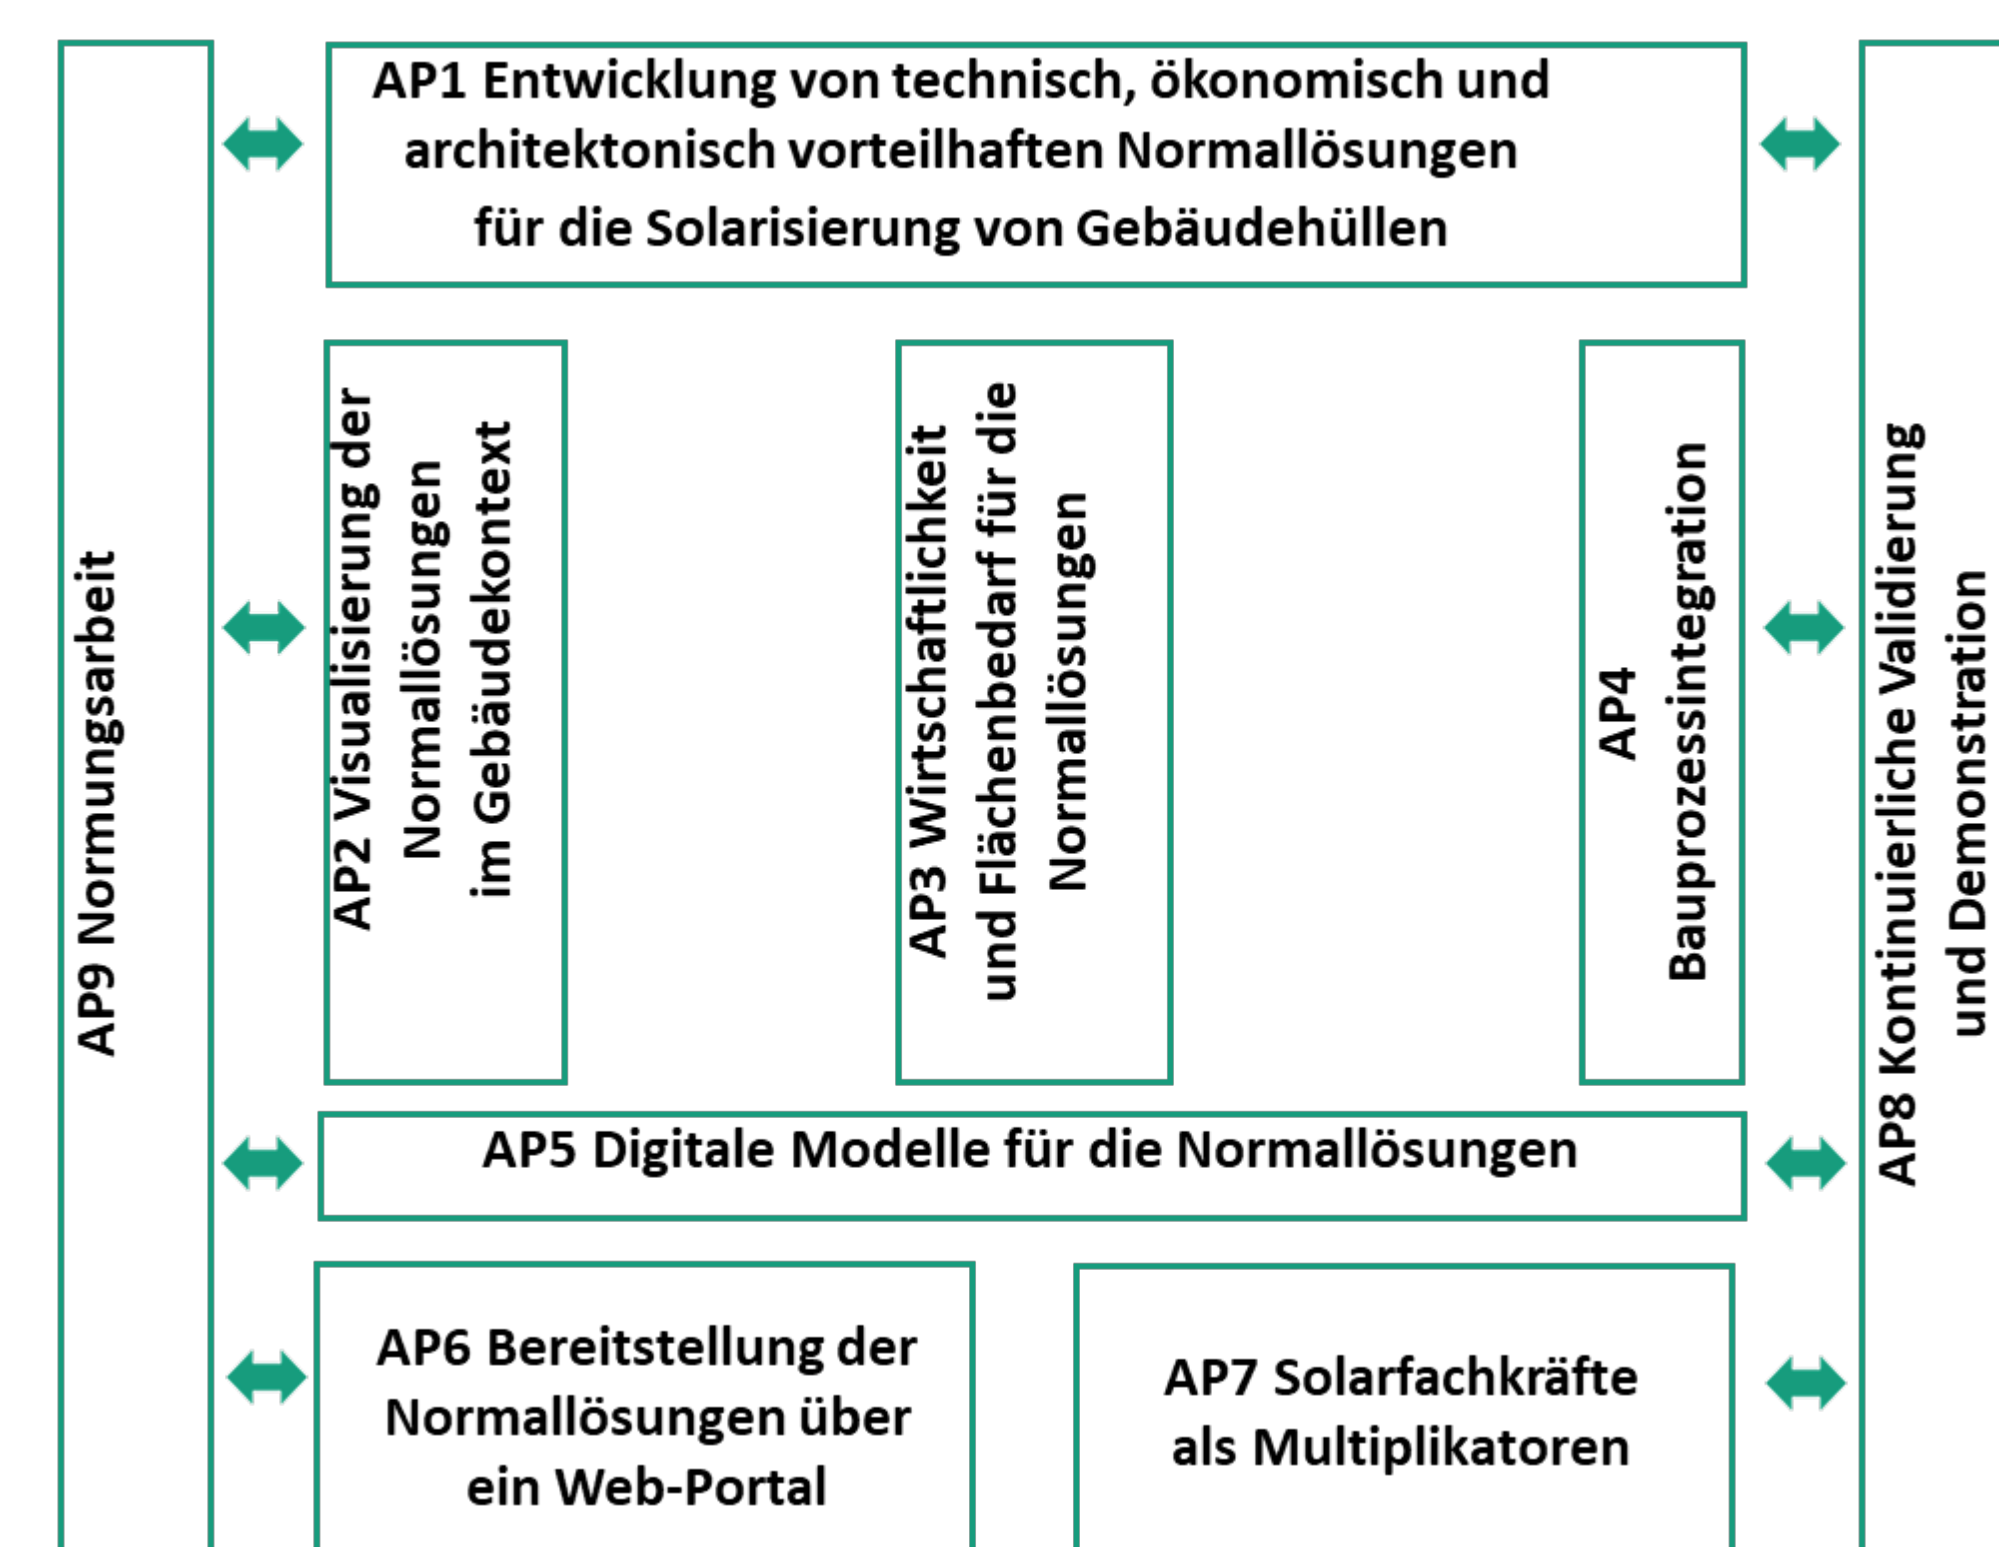 AP9 Normungsarbeit
AP1 Entwicklung von technisch, ökonomisch und
architektonisch vorteilhaften Normallösungen
für die Solarisierung von Gebäudehüllen
AP2 Visualisierung der
Normallösungen
im Gebäudekontext
AP3 Wirtschaftlichkeit
und Flächenbedarf für die
Normallösungen
AP4
Bauprozessintegration
AP5 Digitale Modelle für die Normallösungen
AP6 Bereitstellung der
Normallösungen über
ein Web-Portal
AP7 Solarfachkräfte
als Multiplikatoren
AP8 Kontinuierliche Validierung
und Demonstration